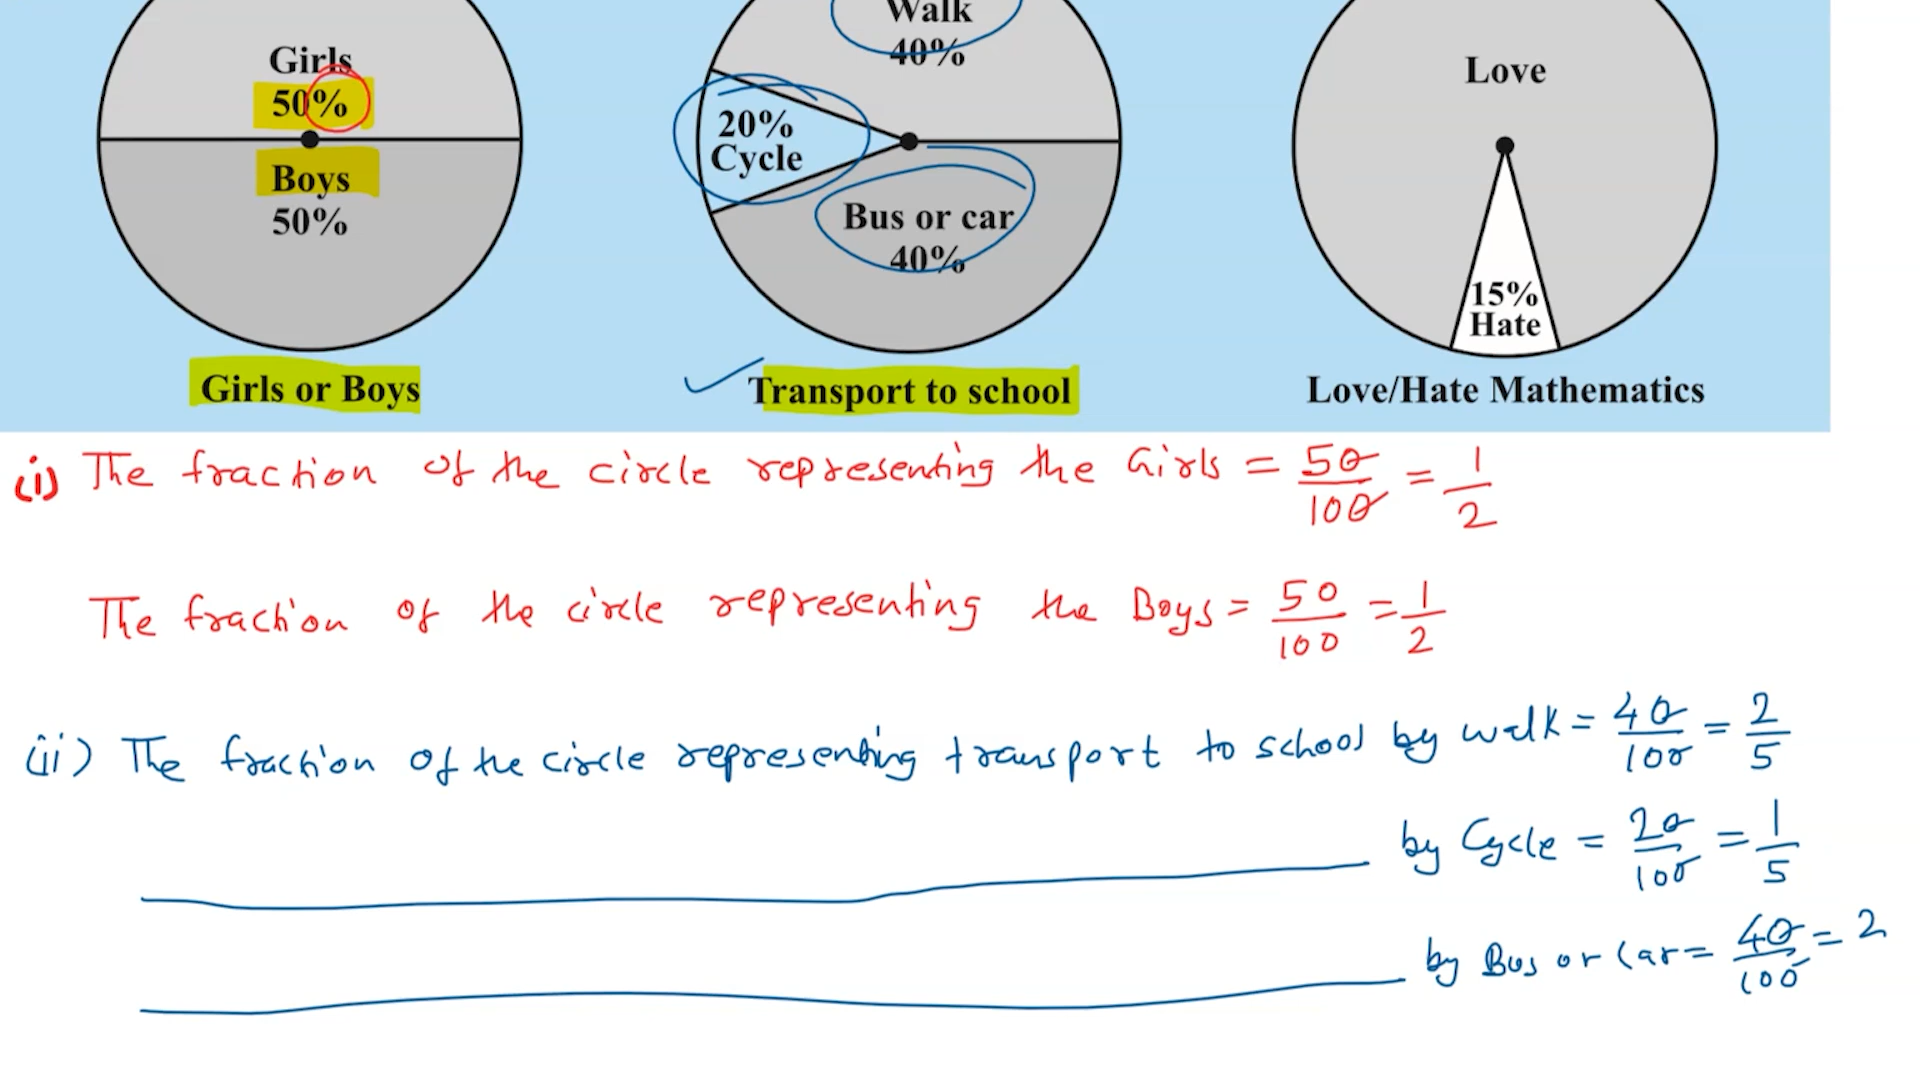 Walk
40%
Girls
50%
Boys
50%
20%
Cycle
Bus or car
40%
Love
15%
Hate
Girls or Boys
Transport to school
Love/Hate Mathematics
(i) The fraction of the circle representing the Girls = 50/100 = 1/2
The fraction of the circle representing the Boys = 50/100 = 1/2
(ii) The fraction of the circle representing transport to school by walk = 40/100 = 2/5
by Cycle = 20/100 = 1/5
by Bus or Car = 40/100 = 2